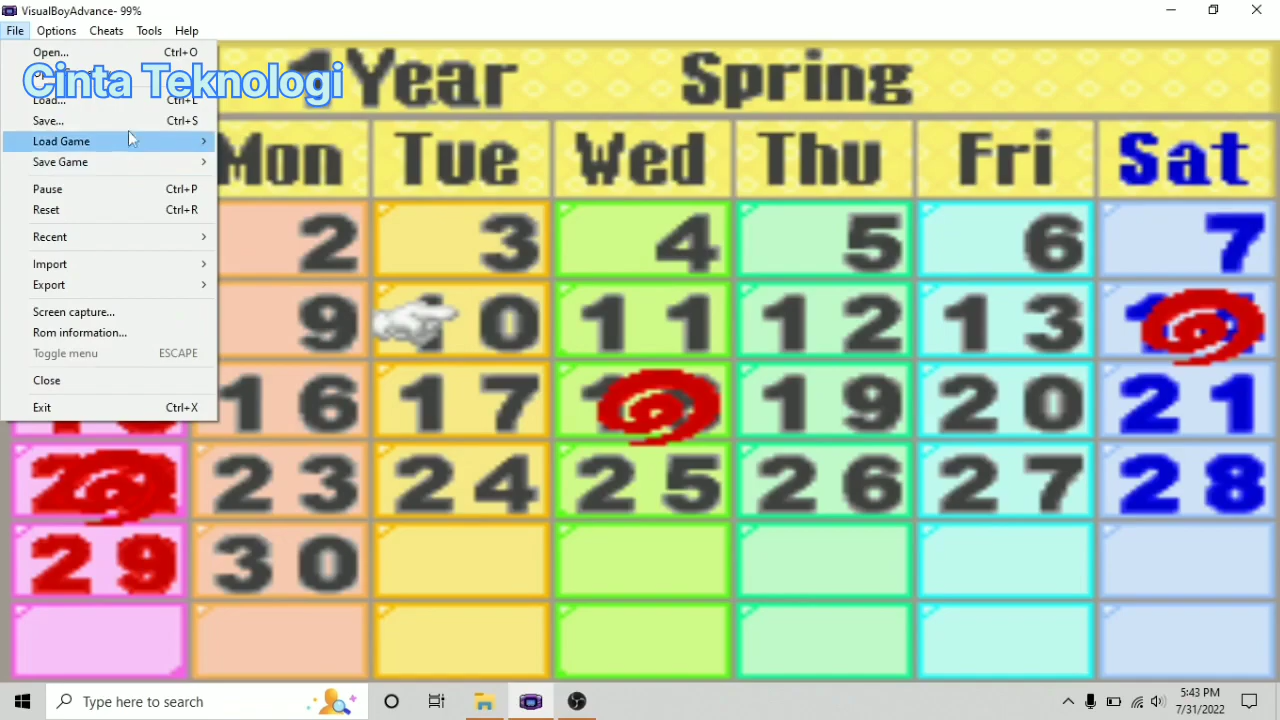 VisualBoyAdvance- 99%
File Options Cheats Tools Help
Open... Ctrl+O
Cinta Teknologi
Load... Ctrl+L
Save... Ctrl+S
Load Game
Save Game
Pause Ctrl+P
Reset Ctrl+R
Recent
Import
Export
Screen capture...
Rom information...
Toggle menu ESCAPE
Close
Exit Ctrl+X
Year Spring
Mon Tue Wed Thu Fri Sat
2 3 4 5 6 7
9 10 11 12 13
16 17 19 20 21
23 24 25 26 27 28
29 30
Type here to search
5:43 PM
7/31/2022